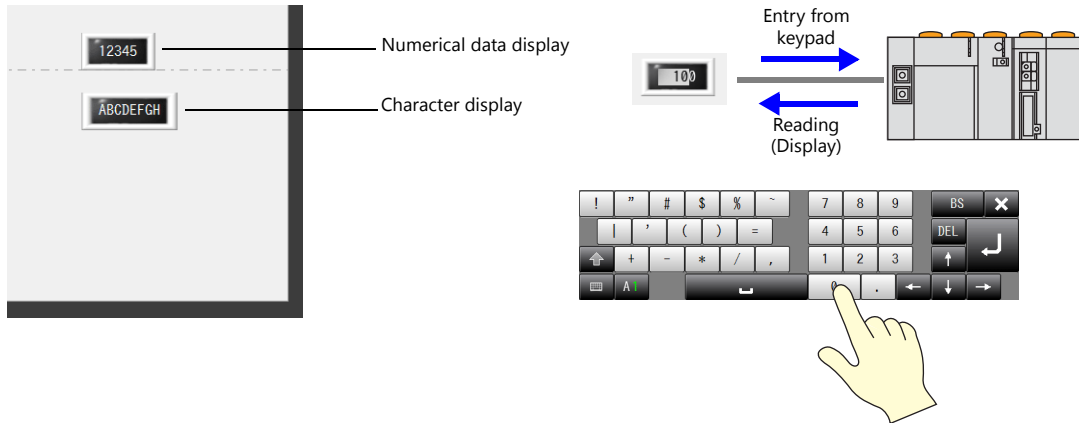 12345
Numerical data display
ABCDEFGH
Character display
Entry from
keypad
100
Reading
(Display)
! " # $ % ~ 7 8 9 BS ×
| ' ( ) = 4 5 6 DEL
+ - * / , 1 2 3
A1 0 .